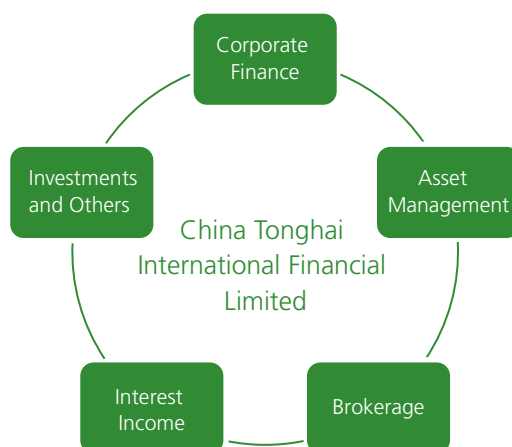 Corporate
Finance
Investments
and Others
Asset
Management
China Tonghai
International Financial
Limited
Interest
Income
Brokerage